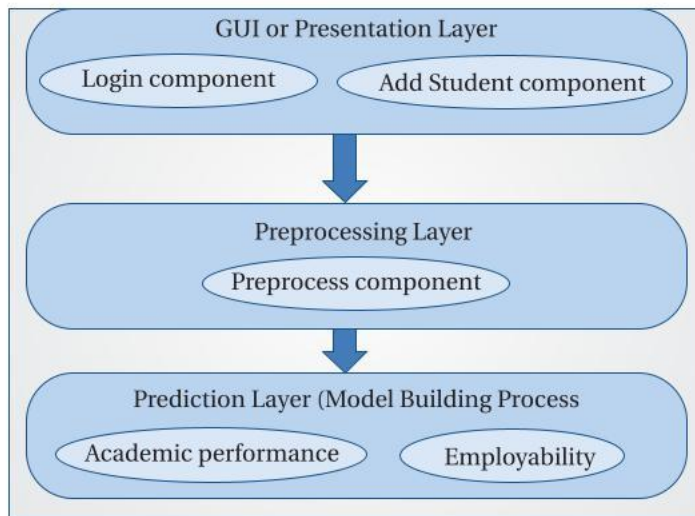 GUI or Presentation Layer
Login component
Add Student component
Preprocessing Layer
Preprocess component
Prediction Layer (Model Building Process
Academic performance
Employability